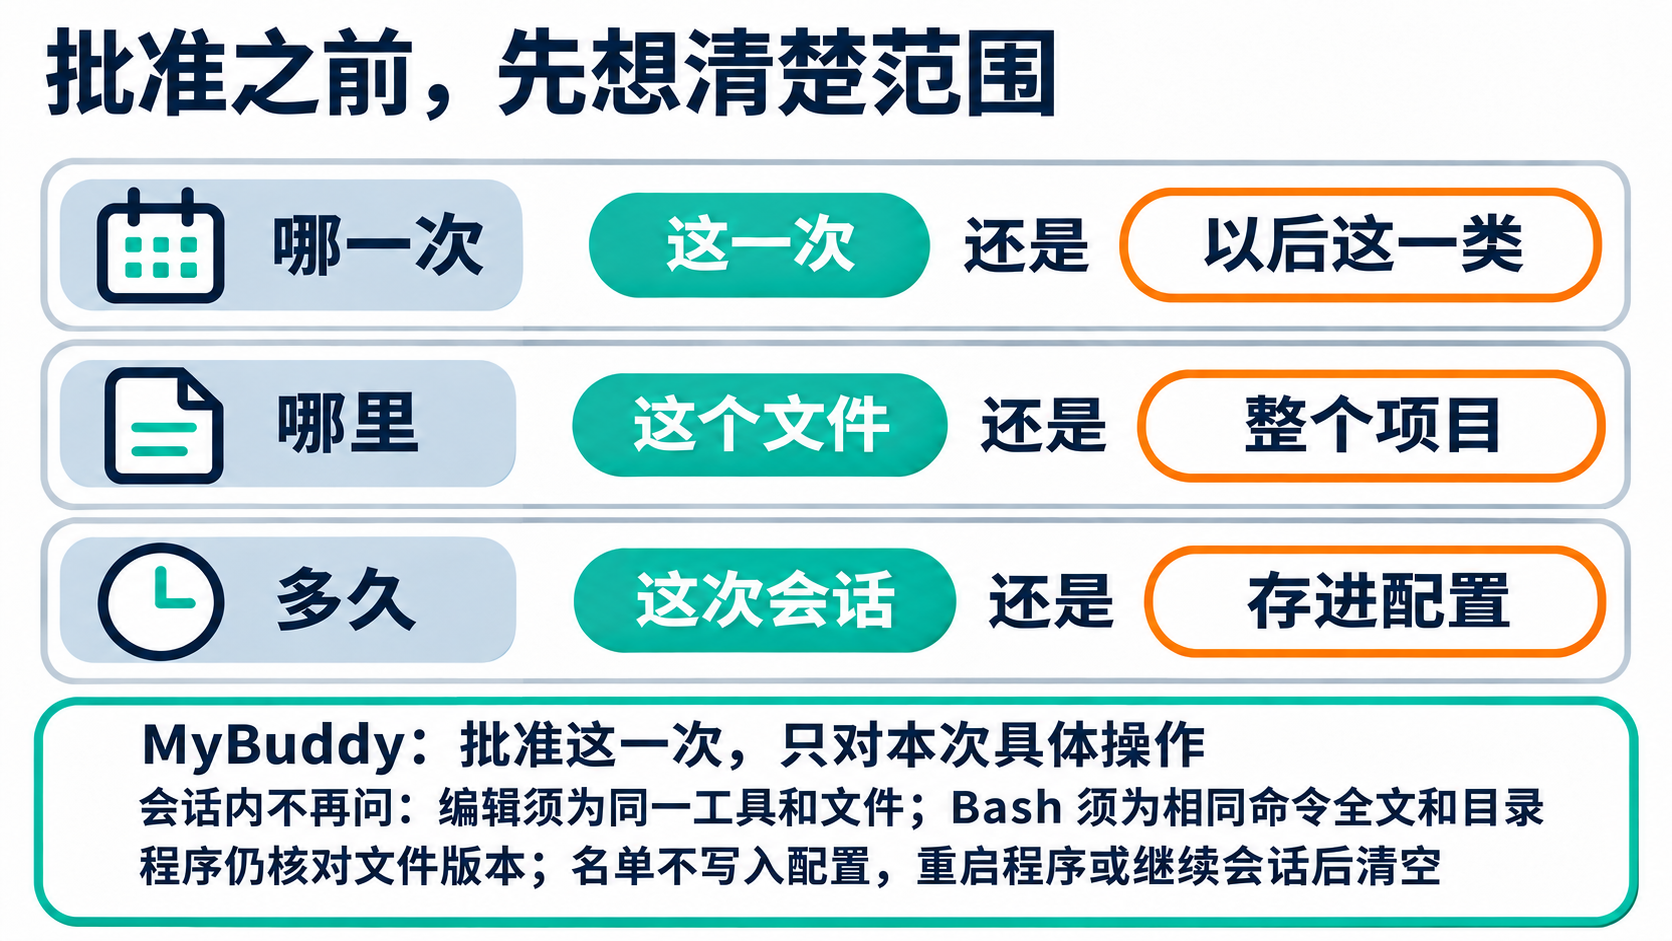 批准之前，先想清楚范围
哪一次 这一次 还是 以后这一类
哪里 这个文件 还是 整个项目
多久 这次会话 还是 存进配置
MyBuddy：批准这一次，只对本次具体操作
会话内不再问：编辑须为同一工具和文件；Bash 须为相同命令全文和目录
程序仍核对文件版本；名单不写入配置，重启程序或继续会话后清空